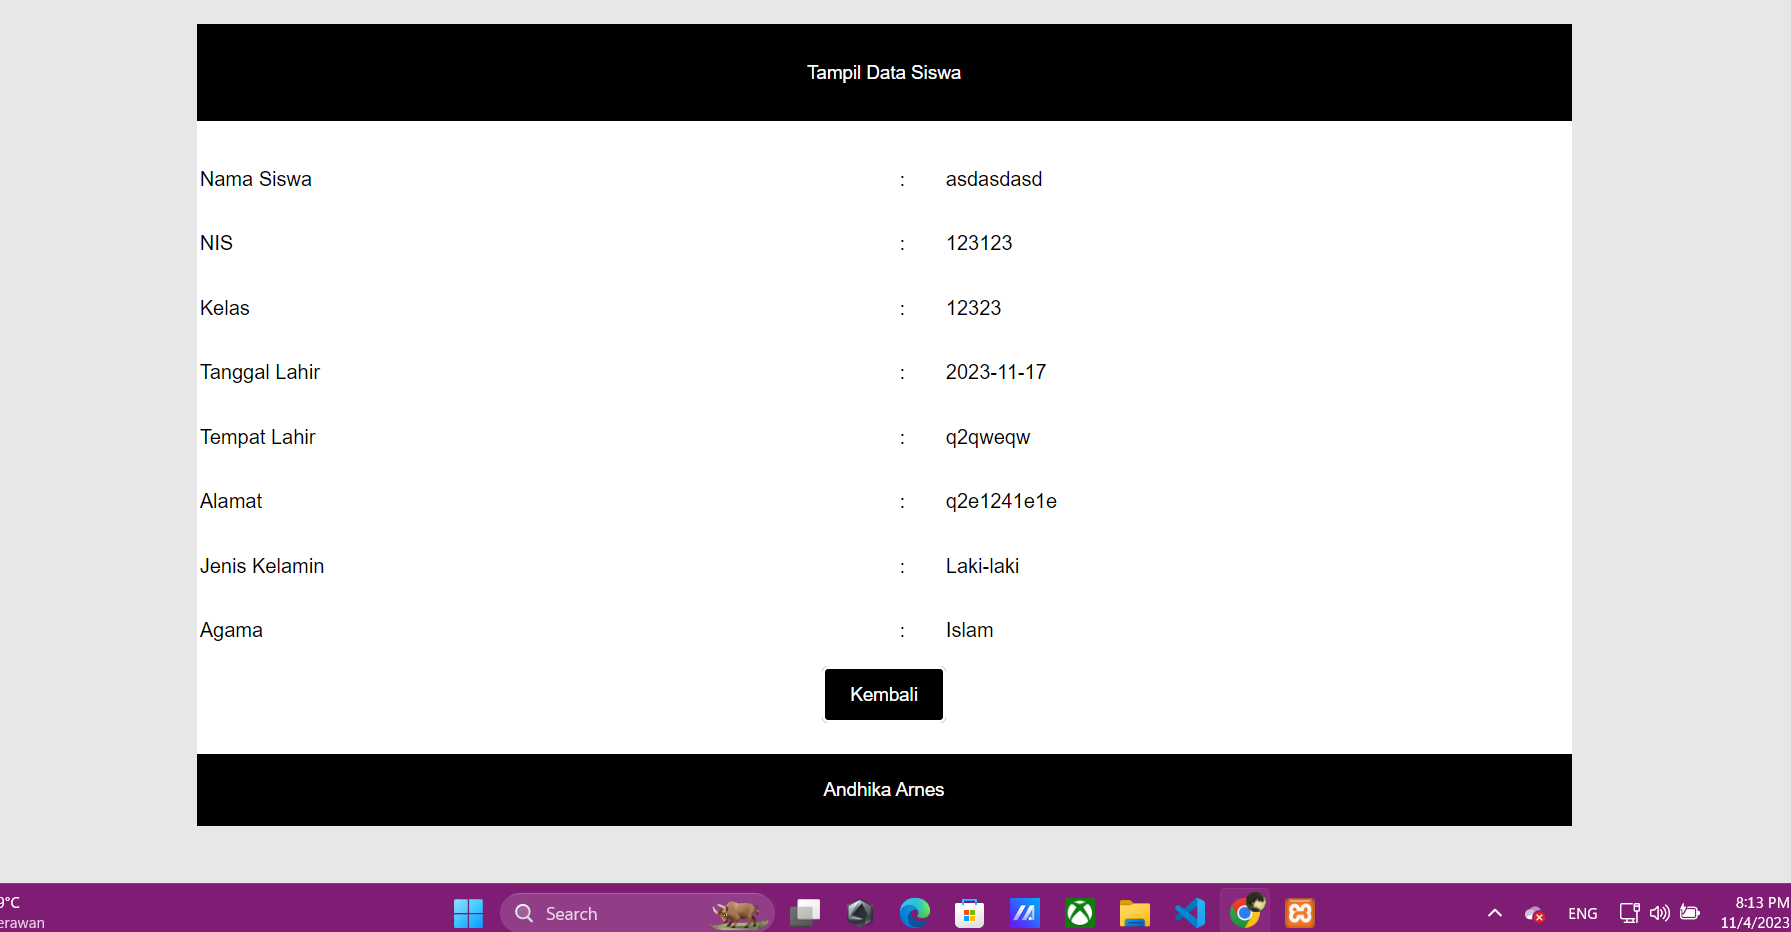 Tampil Data Siswa
Nama Siswa : asdasdasd
NIS : 123123
Kelas : 12323
Tanggal Lahir : 2023-11-17
Tempat Lahir : q2qweqw
Alamat : q2e1241e1e
Jenis Kelamin : Laki-laki
Agama : Islam
Kembali
Andhika Arnes
9°C
erawan
Search
ENG
8:13 PM
11/4/2023